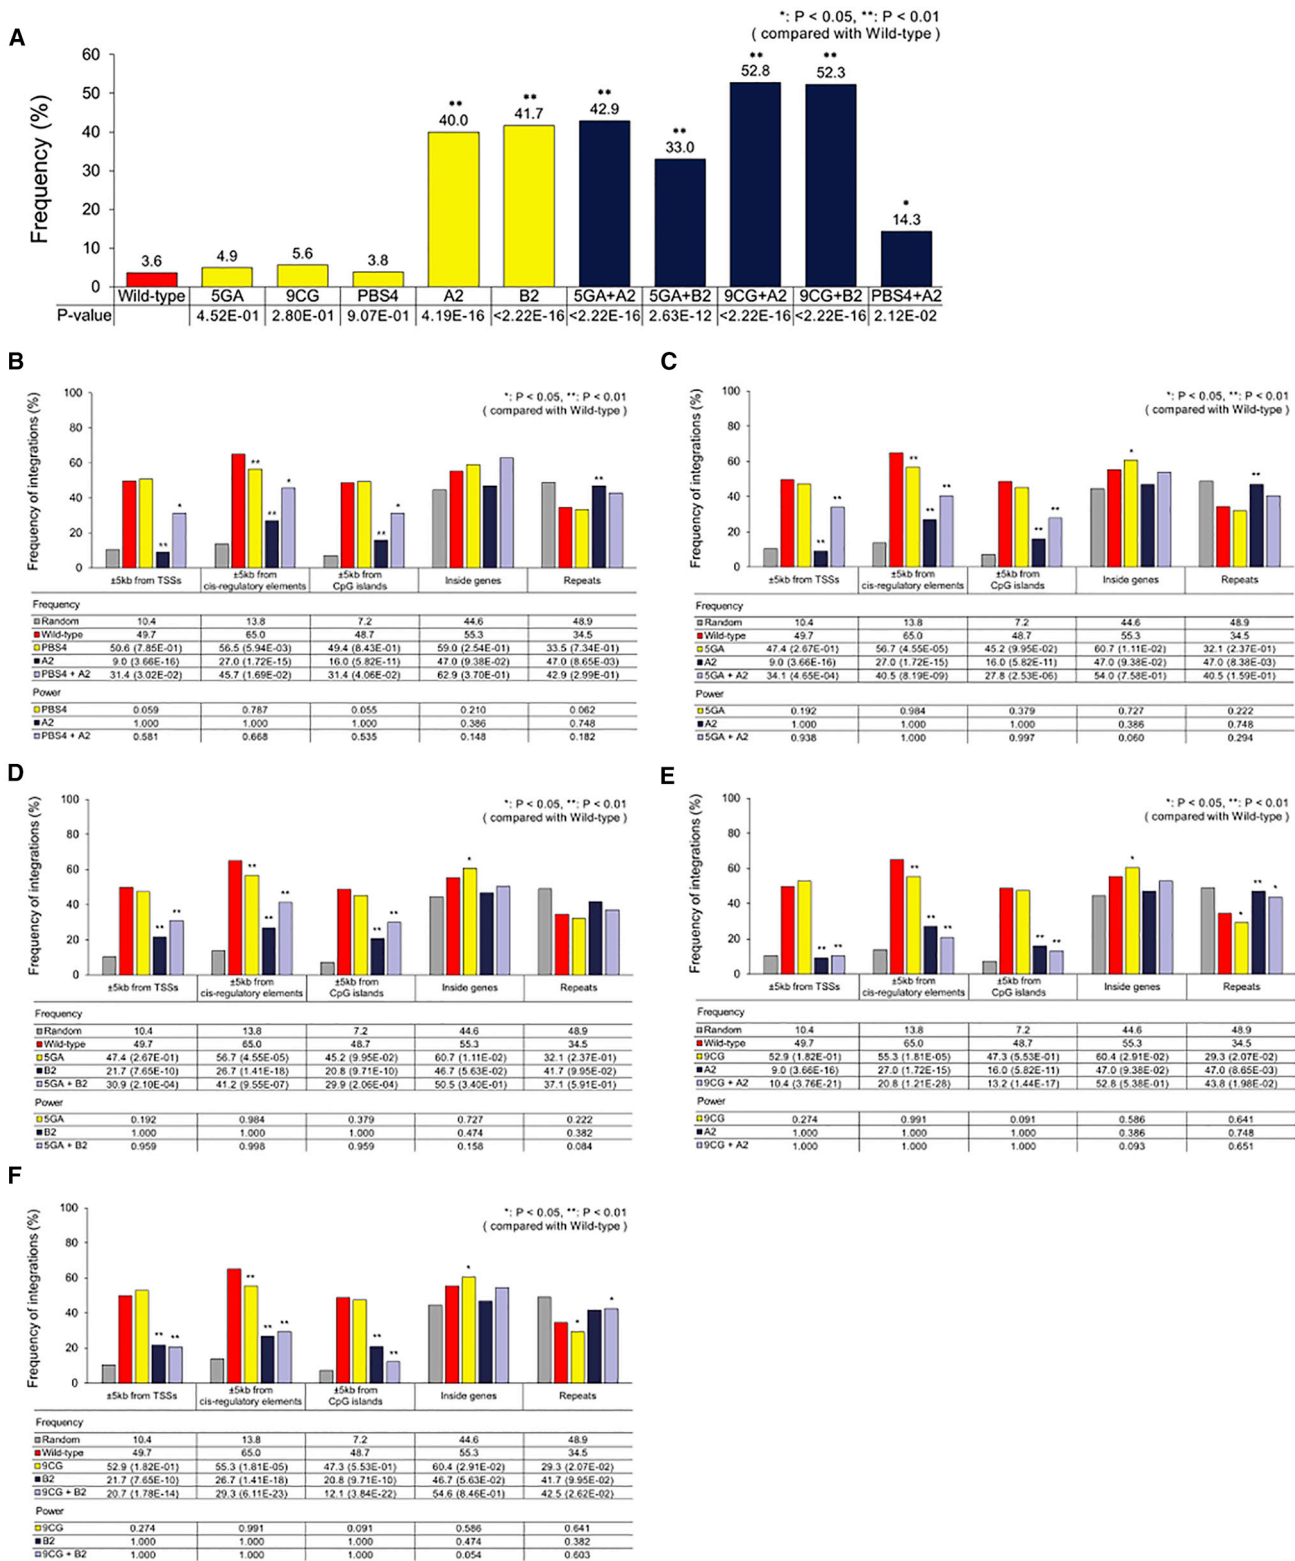 A
*: P < 0.05, **: P < 0.01
( compared with Wild-type )
Frequency (%)
60
50
40
30
20
10
0
3.6
4.9
5.6
3.8
**
40.0
**
41.7
**
42.9
**
33.0
**
52.8
**
52.3
*
14.3
Wild-type 5GA 9CG PBS4 A2 B2 5GA+A2 5GA+B2 9CG+A2 9CG+B2 PBS4+A2
P-value 4.52E-01 2.80E-01 9.07E-01 4.19E-16 <2.22E-16 <2.22E-16 2.63E-12 <2.22E-16 <2.22E-16 2.12E-02
B
*: P < 0.05, **: P < 0.01
( compared with Wild-type )
Frequency of integrations (%)
100
80
60
40
20
0
** * ** * ** * **
±5kb from TSSs ±5kb from cis-regulatory elements ±5kb from CpG islands Inside genes Repeats
Frequency
Random 10.4 13.8 7.2 44.6 48.9
Wild-type 49.7 65.0 48.7 55.3 34.5
PBS4 50.6 (7.85E-01) 56.5 (5.94E-03) 49.4 (8.43E-01) 59.0 (2.54E-01) 33.5 (7.34E-01)
A2 9.0 (3.66E-16) 27.0 (1.72E-15) 16.0 (5.82E-11) 47.0 (9.38E-02) 47.0 (8.65E-03)
PBS4 + A2 31.4 (3.02E-02) 45.7 (1.69E-02) 31.4 (4.06E-02) 62.9 (3.70E-01) 42.9 (2.99E-01)
Power
PBS4 0.059 0.787 0.055 0.210 0.062
A2 1.000 1.000 1.000 0.386 0.748
PBS4 + A2 0.581 0.668 0.535 0.148 0.182
C
*: P < 0.05, **: P < 0.01
( compared with Wild-type )
Frequency of integrations (%)
100
80
60
40
20
0
** ** ** ** ** ** ** * **
±5kb from TSSs ±5kb from cis-regulatory elements ±5kb from CpG islands Inside genes Repeats
Frequency
Random 10.4 13.8 7.2 44.6 48.9
Wild-type 49.7 65.0 48.7 55.3 34.5
5GA 47.4 (2.67E-01) 56.7 (4.55E-05) 45.2 (9.95E-02) 60.7 (1.11E-02) 32.1 (2.37E-01)
A2 9.0 (3.66E-16) 27.0 (1.72E-15) 16.0 (5.82E-11) 47.0 (9.38E-02) 47.0 (8.38E-03)
5GA + A2 34.1 (4.65E-04) 40.5 (8.19E-09) 27.8 (2.53E-06) 54.0 (7.58E-01) 40.5 (1.59E-01)
Power
5GA 0.192 0.984 0.379 0.727 0.222
A2 1.000 1.000 1.000 0.386 0.748
5GA + A2 0.938 1.000 0.997 0.060 0.294
D
*: P < 0.05, **: P < 0.01
( compared with Wild-type )
Frequency of integrations (%)
100
80
60
40
20
0
** ** ** ** ** ** ** *
±5kb from TSSs ±5kb from cis-regulatory elements ±5kb from CpG islands Inside genes Repeats
Frequency
Random 10.4 13.8 7.2 44.6 48.9
Wild-type 49.7 65.0 48.7 55.3 34.5
5GA 47.4 (2.67E-01) 56.7 (4.55E-05) 45.2 (9.95E-02) 60.7 (1.11E-02) 32.1 (2.37E-01)
B2 21.7 (7.65E-10) 26.7 (1.41E-18) 20.8 (9.71E-10) 46.7 (5.63E-02) 41.7 (9.95E-02)
5GA + B2 30.9 (2.10E-04) 41.2 (9.55E-07) 29.9 (2.06E-04) 50.5 (3.40E-01) 37.1 (5.91E-01)
Power
5GA 0.192 0.984 0.379 0.727 0.222
B2 1.000 1.000 1.000 0.474 0.382
5GA + B2 0.959 0.998 0.959 0.158 0.084
E
*: P < 0.05, **: P < 0.01
( compared with Wild-type )
Frequency of integrations (%)
100
80
60
40
20
0
** ** ** ** ** ** ** * * ** *
±5kb from TSSs ±5kb from cis-regulatory elements ±5kb from CpG islands Inside genes Repeats
Frequency
Random 10.4 13.8 7.2 44.6 48.9
Wild-type 49.7 65.0 48.7 55.3 34.5
9CG 52.9 (1.82E-01) 55.3 (1.81E-05) 47.3 (5.53E-01) 60.4 (2.91E-02) 29.3 (2.07E-02)
A2 9.0 (3.66E-16) 27.0 (1.72E-15) 16.0 (5.82E-11) 47.0 (9.38E-02) 47.0 (8.65E-03)
9CG + A2 10.4 (3.76E-21) 20.8 (1.21E-28) 13.2 (1.44E-17) 52.8 (5.38E-01) 43.8 (1.98E-02)
Power
9CG 0.274 0.991 0.091 0.586 0.641
A2 1.000 1.000 1.000 0.386 0.748
9CG + A2 1.000 1.000 1.000 0.093 0.651
F
*: P < 0.05, **: P < 0.01
( compared with Wild-type )
Frequency of integrations (%)
100
80
60
40
20
0
** ** ** ** ** ** ** * * *
±5kb from TSSs ±5kb from cis-regulatory elements ±5kb from CpG islands Inside genes Repeats
Frequency
Random 10.4 13.8 7.2 44.6 48.9
Wild-type 49.7 65.0 48.7 55.3 34.5
9CG 52.9 (1.82E-01) 55.3 (1.81E-05) 47.3 (5.53E-01) 60.4 (2.91E-02) 29.3 (2.07E-02)
B2 21.7 (7.65E-10) 26.7 (1.41E-18) 20.8 (9.71E-10) 46.7 (5.63E-02) 41.7 (9.95E-02)
9CG + B2 20.7 (1.78E-14) 29.3 (6.11E-23) 12.1 (3.84E-22) 54.6 (8.46E-01) 42.5 (2.62E-02)
Power
9CG 0.274 0.991 0.091 0.586 0.641
B2 1.000 1.000 1.000 0.474 0.382
9CG + B2 1.000 1.000 1.000 0.054 0.603